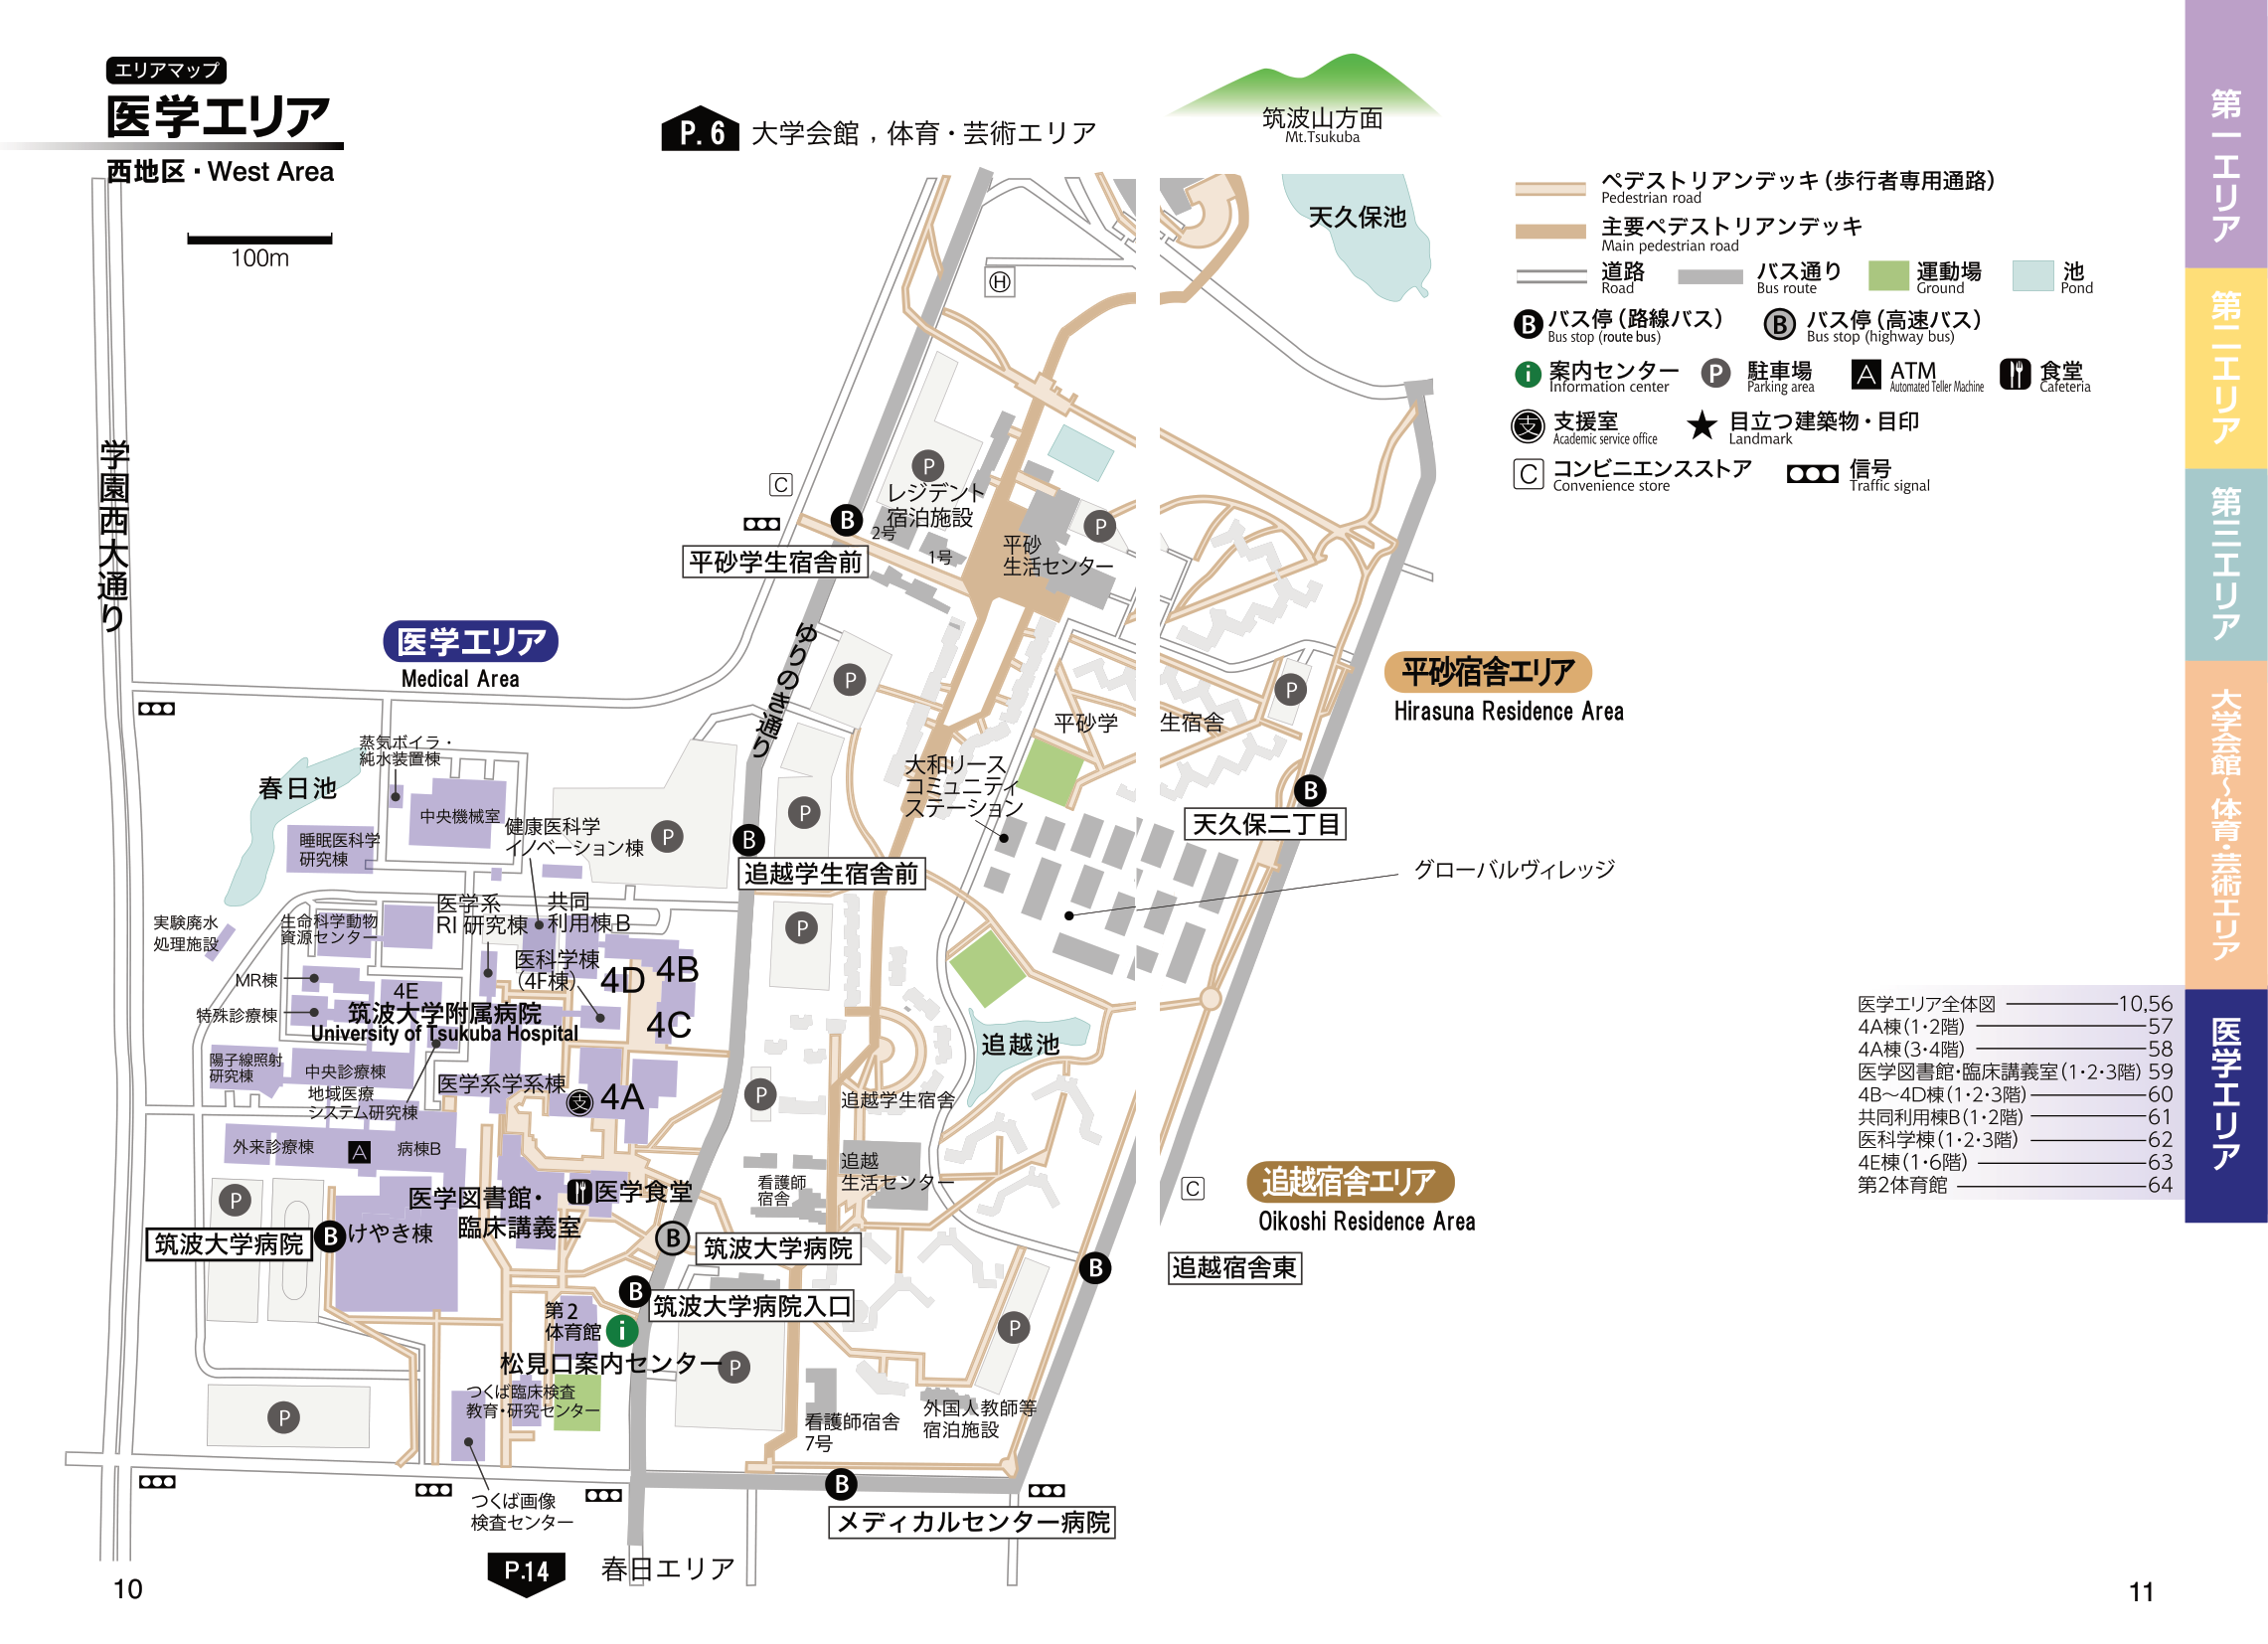 エリアマップ
医学エリア
西地区・West Area
100m
P. 6
大学会館，体育・芸術エリア
筑波山方面
Mt.Tsukuba
天久保池
H
ペデストリアンデッキ（歩行者専用通路）
Pedestrian road
主要ペデストリアンデッキ
Main pedestrian road
道路
Road
バス通り
Bus route
運動場
Ground
池
Pond
B
バス停（路線バス）
Bus stop (route bus)
B
バス停（高速バス）
Bus stop (highway bus)
i
案内センター
Information center
P
駐車場
Parking area
A
ATM
Automated Teller Machine
食堂
Cafeteria
支
支援室
Academic service office
目立つ建築物・目印
Landmark
C
コンビニエンスストア
Convenience store
信号
Traffic signal
学園西大通り
C
P
レジデント
宿泊施設
2号
1号
B
平砂学生宿舎前
平砂
生活センター
P
医学エリア
Medical Area
ゆりのき通り
P
平砂宿舎エリア
Hirasuna Residence Area
P
平砂学生宿舎
大和リース
コミュニティ
ステーション
B
天久保二丁目
グローバルヴィレッジ
蒸気ボイラ・
純水装置棟
春日池
中央機械室
睡眠医科学
研究棟
健康医科学
イノベーション棟
P
P
B
追越学生宿舎前
P
実験廃水
処理施設
生命科学動物
資源センター
医学系
RI 研究棟
共同
利用棟B
医科学棟
(4F棟)
4D
4B
4C
MR棟
4E
特殊診療棟
筑波大学附属病院
University of Tsukuba Hospital
陽子線照射
研究棟
中央診療棟
地域医療
システム研究棟
医学系学系棟
支
4A
P
追越池
追越学生宿舎
外来診療棟
A
病棟B
P
医学図書館・
臨床講義室
医学食堂
看護師
宿舎
追越
生活センター
C
追越宿舎エリア
Oikoshi Residence Area
筑波大学病院
B
けやき棟
B
筑波大学病院
B
筑波大学病院入口
B
追越宿舎東
第2
体育館
i
松見口案内センター
P
P
つくば臨床検査
教育・研究センター
P
看護師宿舎
7号
外国人教師等
宿泊施設
つくば画像
検査センター
B
メディカルセンター病院
P.14
春日エリア
10
11
第一エリア
第二エリア
第三エリア
大学会館～体育・芸術エリア
医学エリア
医学エリア全体図 10,56
4A棟(1・2階) 57
4A棟(3・4階) 58
医学図書館・臨床講義室(1・2・3階) 59
4B～4D棟(1・2・3階) 60
共同利用棟B(1・2階) 61
医科学棟(1・2・3階) 62
4E棟(1・6階) 63
第2体育館 64